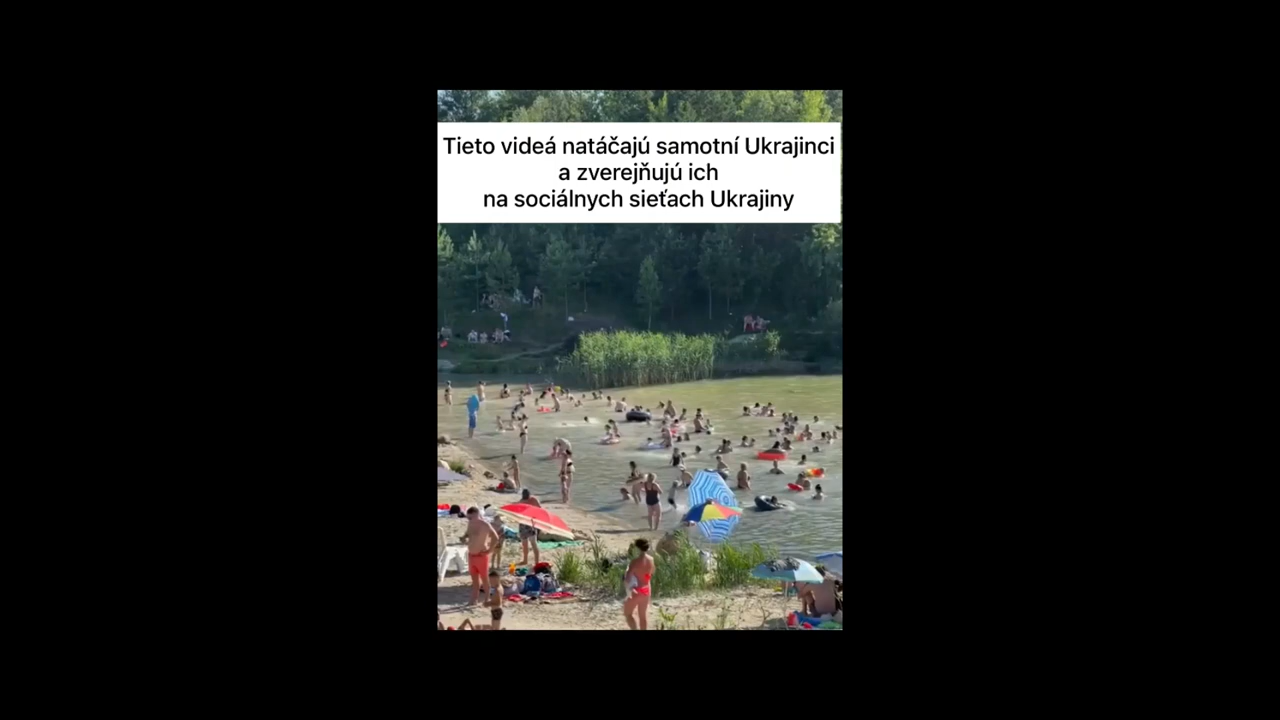 Tieto videá natáčajú samotní Ukrajinci
a zverejňujú ich
na sociálnych sieťach Ukrajiny